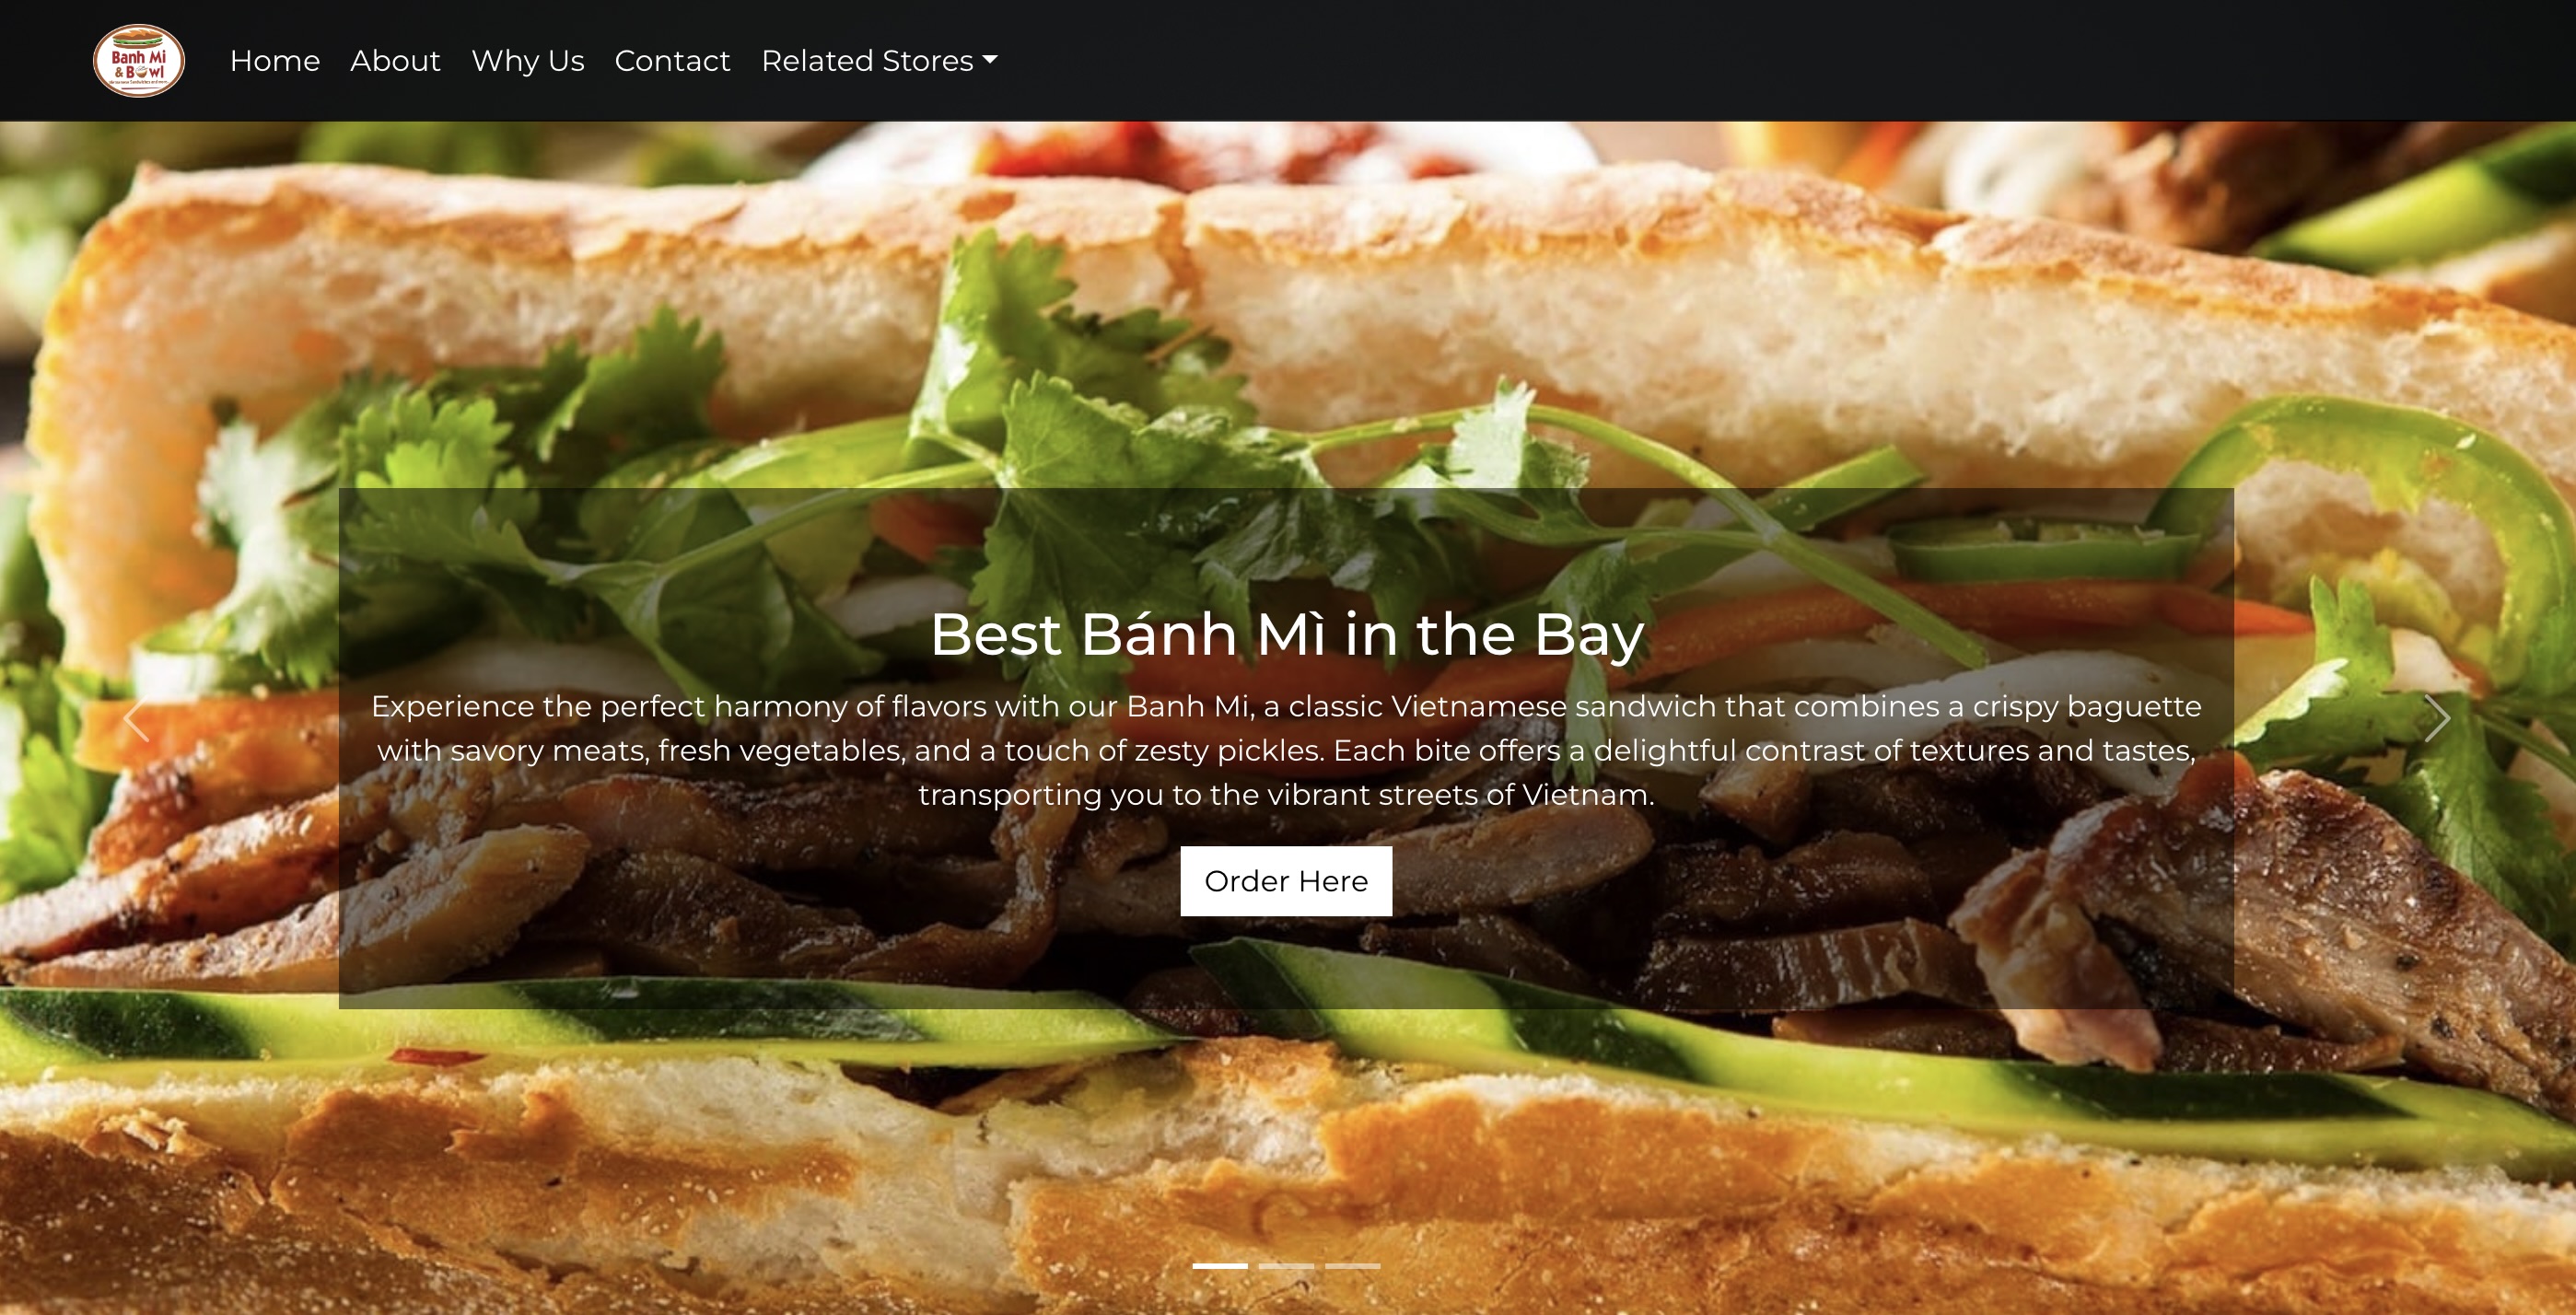 Banh Mi
& Bowl
Home About Why Us Contact Related Stores
Best Bánh Mì in the Bay
Experience the perfect harmony of flavors with our Banh Mi, a classic Vietnamese sandwich that combines a crispy baguette
with savory meats, fresh vegetables, and a touch of zesty pickles. Each bite offers a delightful contrast of textures and tastes,
transporting you to the vibrant streets of Vietnam.
Order Here